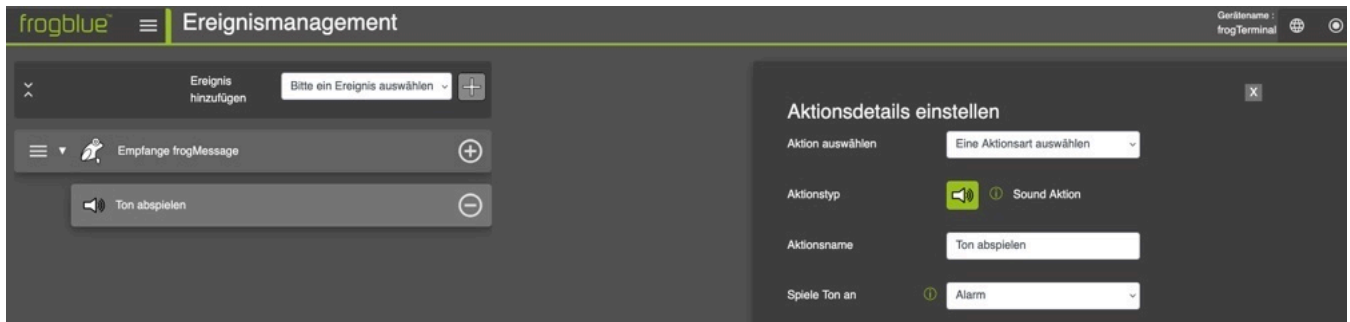 frogblue™
Ereignismanagement
Gerätename :
frogTerminal
Ereignis
hinzufügen
Bitte ein Ereignis auswählen
Empfange frogMessage
Ton abspielen
X
Aktionsdetails einstellen
Aktion auswählen
Eine Aktionsart auswählen
Aktionstyp
Sound Aktion
Aktionsname
Ton abspielen
Spiele Ton an
Alarm